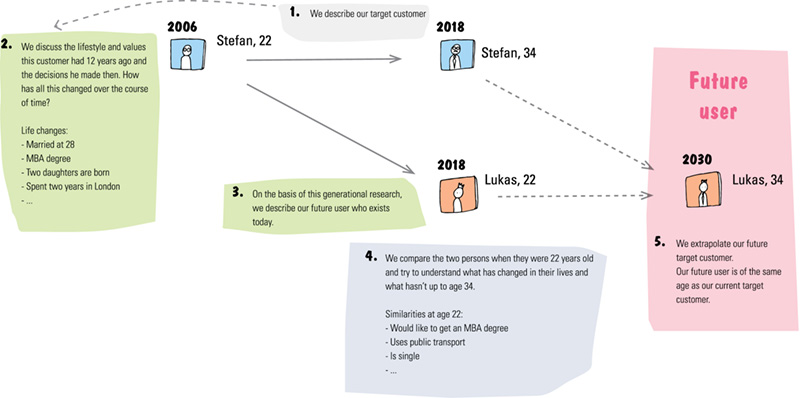 1. We describe our target customer
2006
Stefan, 22
2018
Stefan, 34
2. We discuss the lifestyle and values
this customer had 12 years ago and
the decisions he made then. How
has all this changed over the course
of time?
Life changes:
- Married at 28
- MBA degree
- Two daughters are born
- Spent two years in London
- ...
3. On the basis of this generational research,
we describe our future user who exists
today.
2018
Lukas, 22
4. We compare the two persons when they were 22 years old
and try to understand what has changed in their lives and
what hasn't up to age 34.
Similarities at age 22:
- Would like to get an MBA degree
- Uses public transport
- Is single
- ...
Future
user
2030
Lukas, 34
5. We extrapolate our future
target customer.
Our future user is of the same
age as our current target
customer.